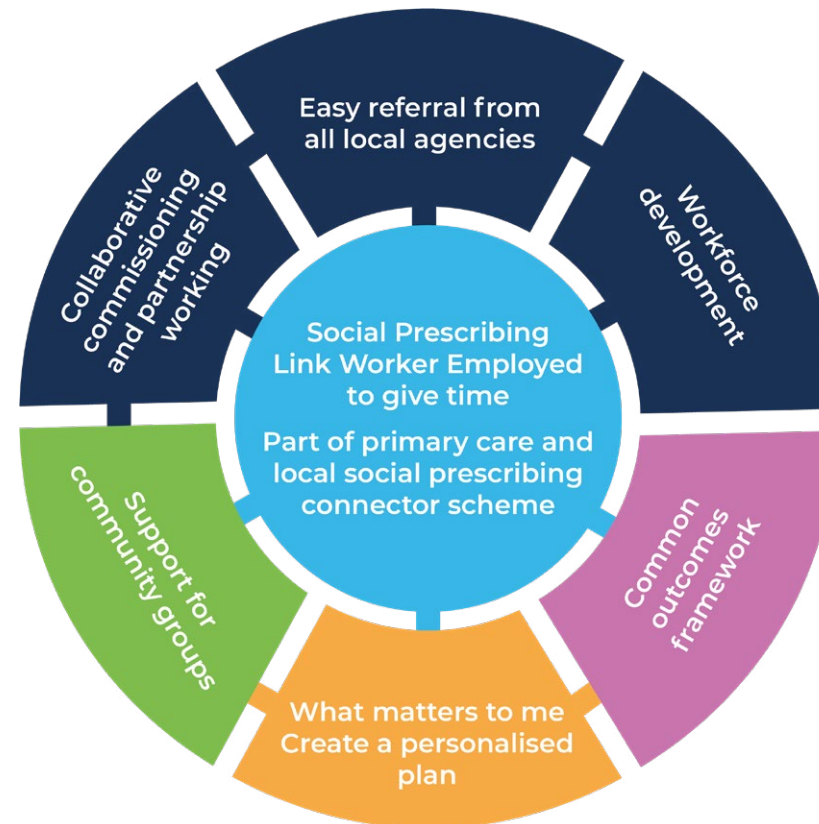 Easy referral from
all local agencies
Workforce
development
Common
outcomes
framework
What matters to me
Create a personalised
plan
Support for
community groups
Collaborative
commissioning
and partnership
working
Social Prescribing
Link Worker Employed
to give time
Part of primary care and
local social prescribing
connector scheme